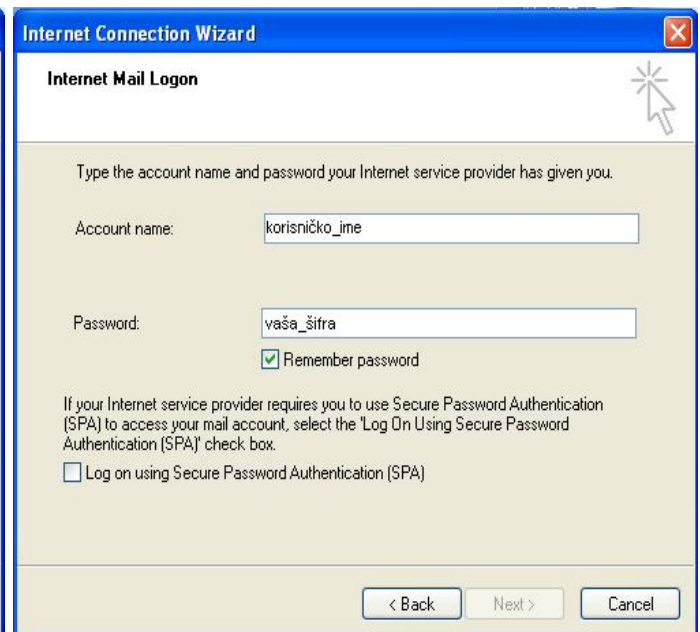 Internet Connection Wizard
Internet Mail Logon
Type the account name and password your Internet service provider has given you.
Account name: korisničko_ime
Password: vaša_šifra
Remember password
If your Internet service provider requires you to use Secure Password Authentication
(SPA) to access your mail account, select the 'Log On Using Secure Password
Authentication (SPA)' check box.
Log on using Secure Password Authentication (SPA)
< Back Next > Cancel